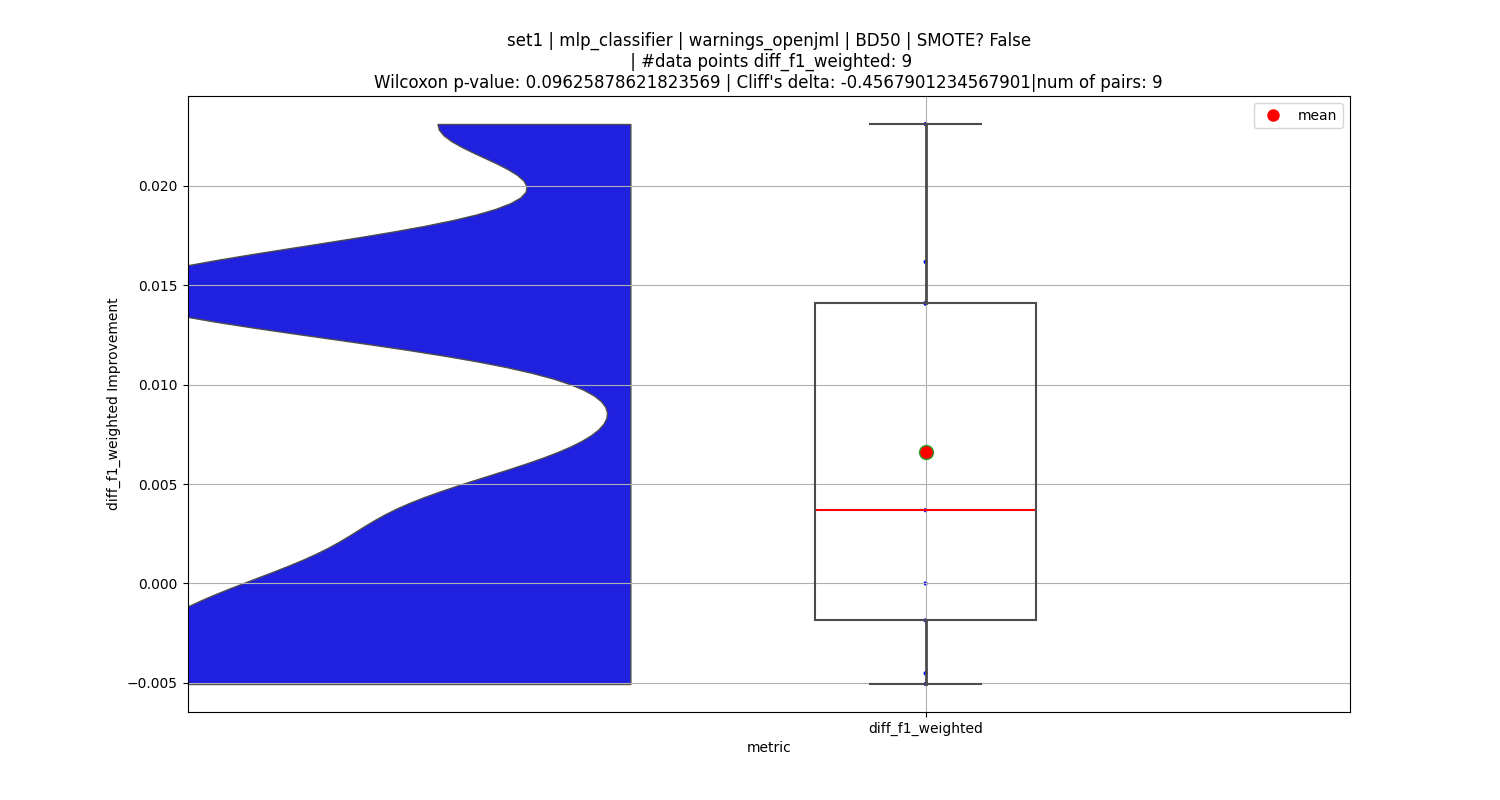 set1 | mlp_classifier | warnings_openjml | BD50 | SMOTE? False
| #data points diff_f1_weighted: 9
Wilcoxon p-value: 0.09625878621823569 | Cliff's delta: -0.4567901234567901|num of pairs: 9
mean
0.020
0.015
0.010
0.005
0.000
−0.005
diff_f1_weighted Improvement
diff_f1_weighted
metric